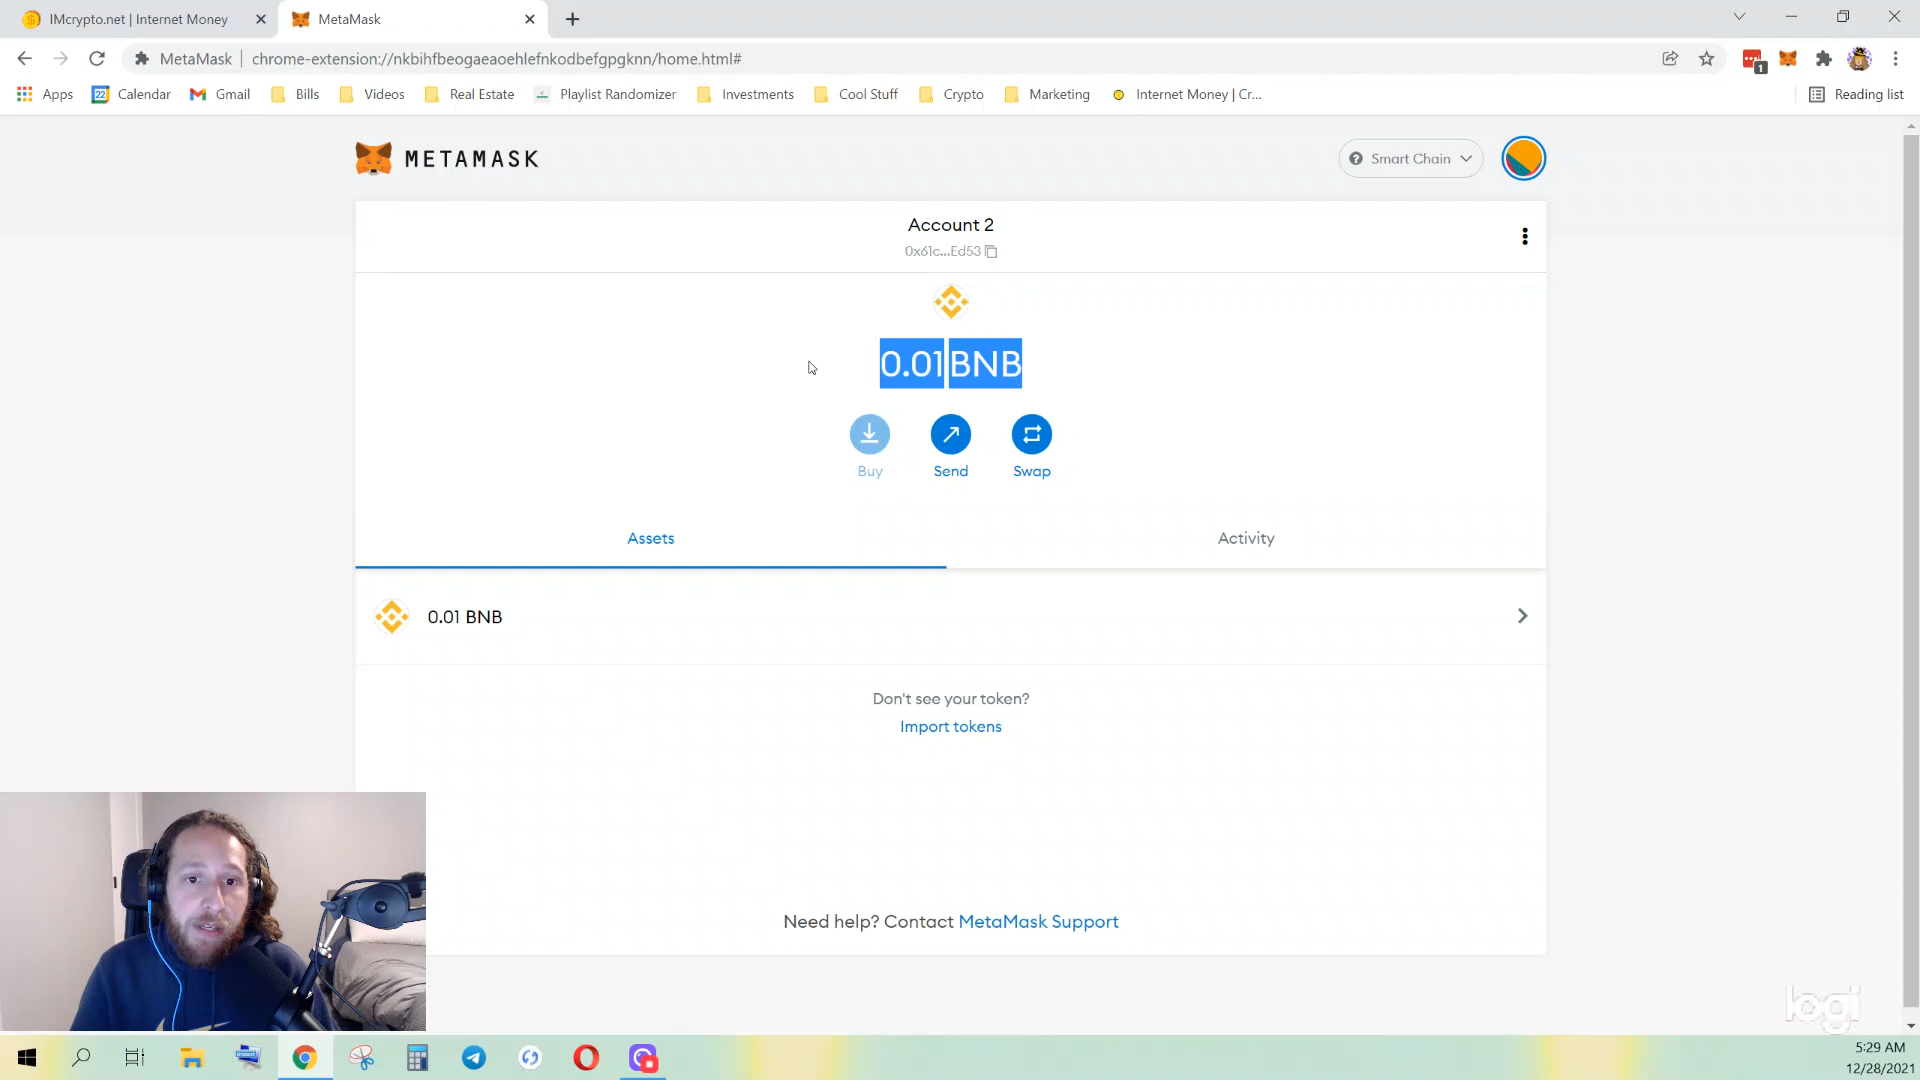 IMcrypto.net | Internet Money
MetaMask
MetaMask | chrome-extension://nkbihfbeogaeaoehlefnkodbefgpgknn/home.html#
1
Apps
22 Calendar
Gmail
Bills
Videos
Real Estate
Playlist Randomizer
Investments
Cool Stuff
Crypto
Marketing
Internet Money | Cr...
Reading list
METAMASK
? Smart Chain
Account 2
0x61c...Ed53
0.01 BNB
Buy
Send
Swap
Assets
Activity
0.01 BNB
Don't see your token?
Import tokens
Need help? Contact MetaMask Support
logi
5:29 AM
12/28/2021